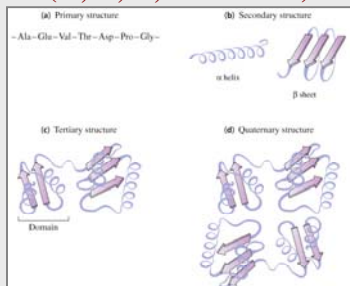 (a) Primary structure
–Ala–Glu–Val–Thr–Asp–Pro–Gly–
(b) Secondary structure
α helix
β sheet
(c) Tertiary structure
Domain
(d) Quaternary structure